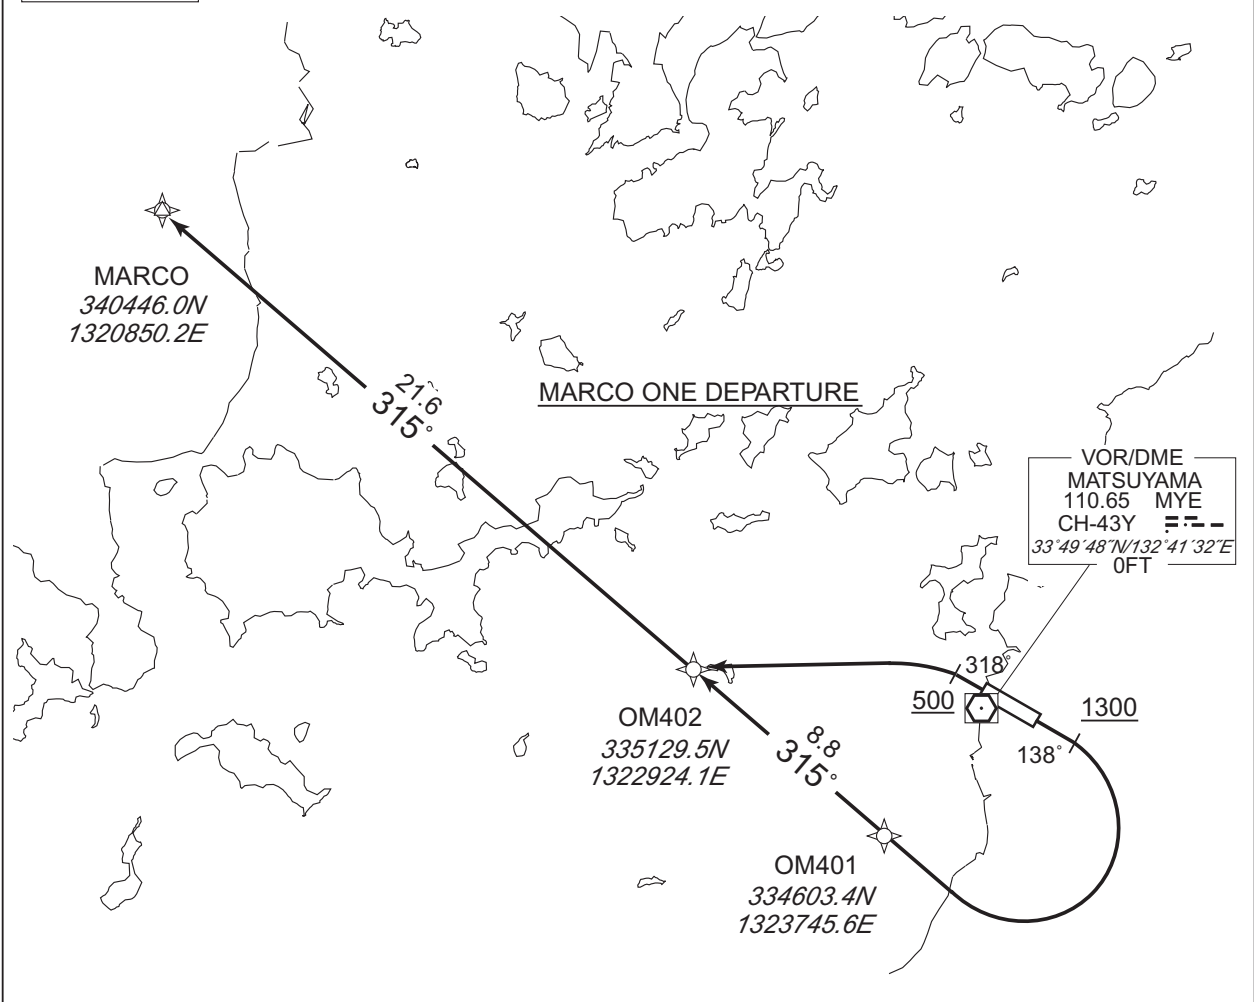 MARCO
340446.0N
1320850.2E
21.6
315°
MARCO ONE DEPARTURE
VOR/DME
MATSUYAMA
110.65 MYE
CH-43Y
33°49′48″N/132°41′32″E
0FT
318°
500
1300
138°
OM402
335129.5N
1322924.1E
8.8
315°
OM401
334603.4N
1323745.6E